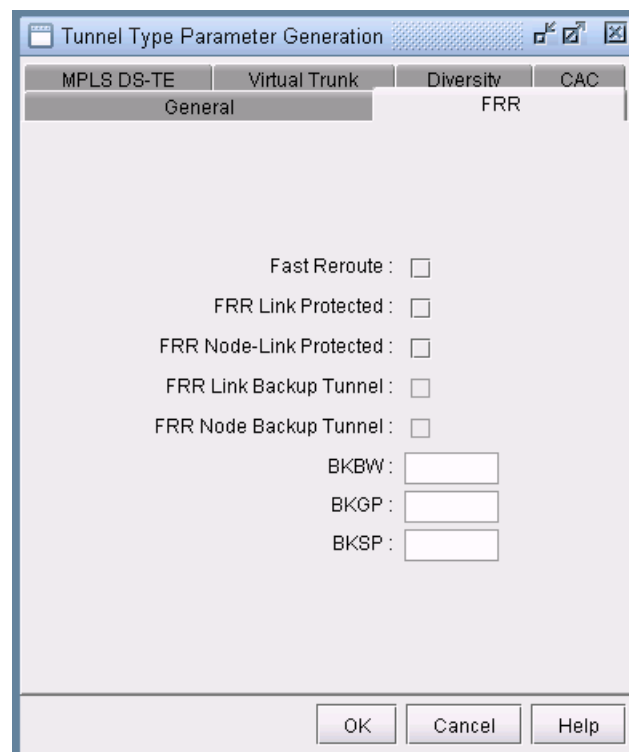 Tunnel Type Parameter Generation
MPLS DS-TE Virtual Trunk Diversity CAC
General FRR
Fast Reroute :
FRR Link Protected :
FRR Node-Link Protected :
FRR Link Backup Tunnel :
FRR Node Backup Tunnel :
BKBW :
BKGP :
BKSP :
OK Cancel Help